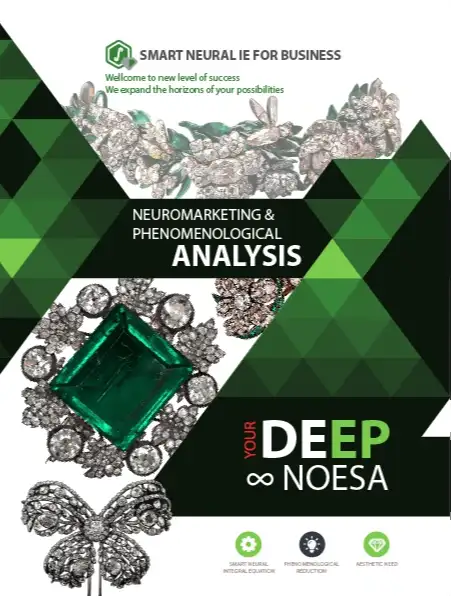 SMART NEURAL IE FOR BUSINESS
Wellcome to new level of success
We expand the horizons of your possibilities
NEUROMARKETING &
PHENOMENOLOGICAL
ANALYSIS
YOUR
DEEP
∞ NOESA
SMART NEURAL
INTEGRAL EQUATION
PHENOMENOLOGICAL
REDUCTION
AESTHETIC NEED